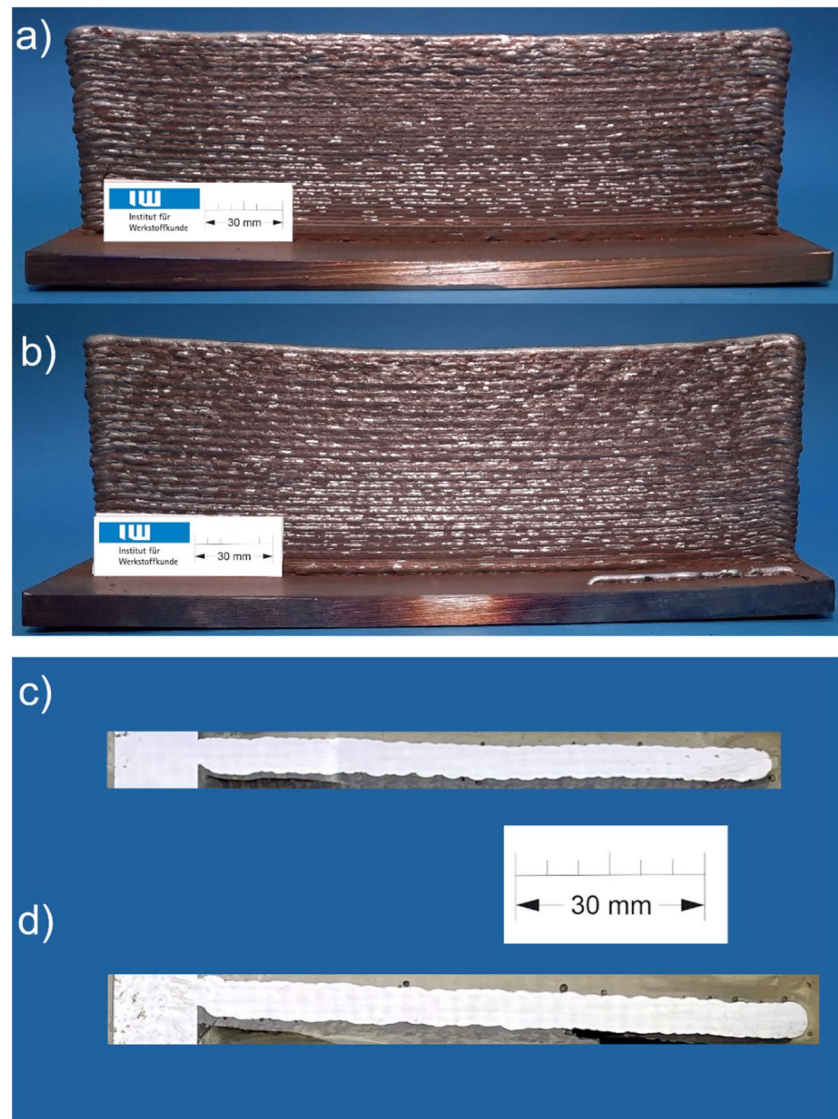 a)
IW
Institut für
Werkstoffkunde
30 mm
b)
IW
Institut für
Werkstoffkunde
30 mm
c)
30 mm
d)